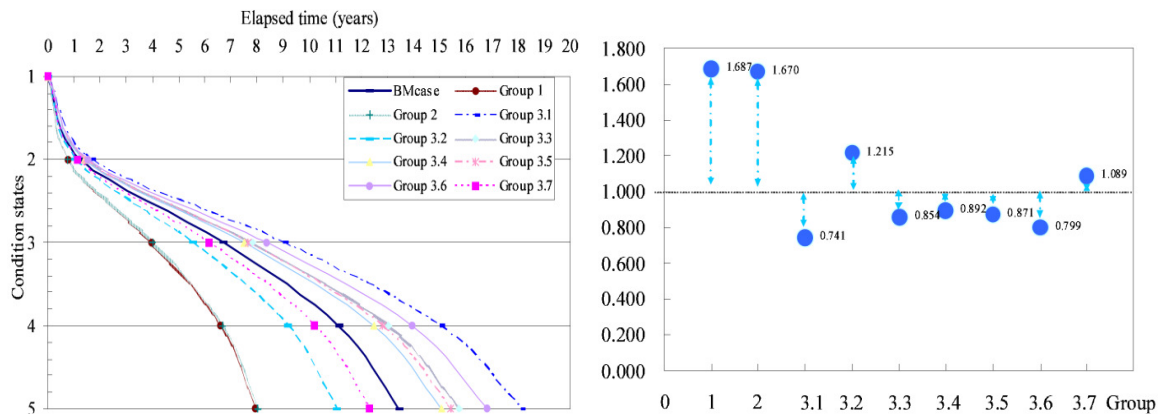 Elapsed time (years)
0 1 2 3 4 5 6 7 8 9 10 11 12 13 14 15 16 17 18 19 20
Condition states
1
2
3
4
5
BMcase Group 1
Group 2 Group 3.1
Group 3.2 Group 3.3
Group 3.4 Group 3.5
Group 3.6 Group 3.7
1.800
1.600
1.400
1.200
1.000
0.800
0.600
0.400
0.200
0.000
1.687
1.670
0.741
1.215
0.854
0.892
0.871
0.799
1.089
0 1 2 3.1 3.2 3.3 3.4 3.5 3.6 3.7 Group